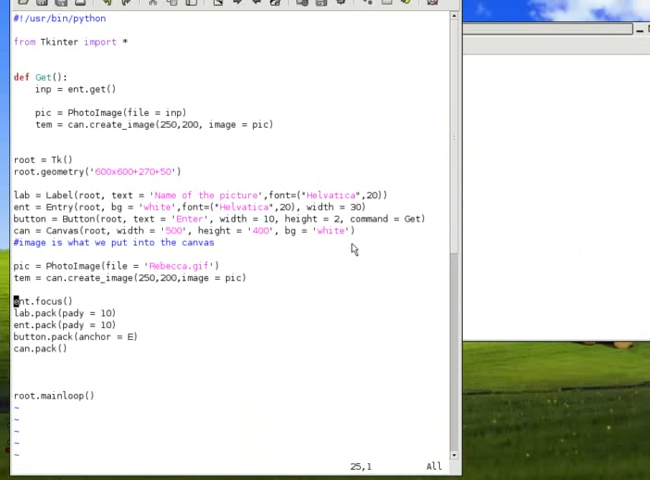 #!/usr/bin/python
from Tkinter import *
def Get():
inp = ent.get()
pic = PhotoImage(file = inp)
tem = can.create_image(250,200, image = pic)
root = Tk()
root.geometry('600x600+270+50')
lab = Label(root, text = 'Name of the picture',font=("Helvatica",20))
ent = Entry(root, bg = 'white',font=("Helvatica",20), width = 30)
button = Button(root, text = 'Enter', width = 10, height = 2, command = Get)
can = Canvas(root, width = '500', height = '400', bg = 'white')
#image is what we put into the canvas
pic = PhotoImage(file = 'Rebecca.gif')
tem = can.create_image(250,200,image = pic)
ent.focus()
lab.pack(pady = 10)
ent.pack(pady = 10)
button.pack(anchor = E)
can.pack()
root.mainloop()
~
~
~
~
~
25,1 All